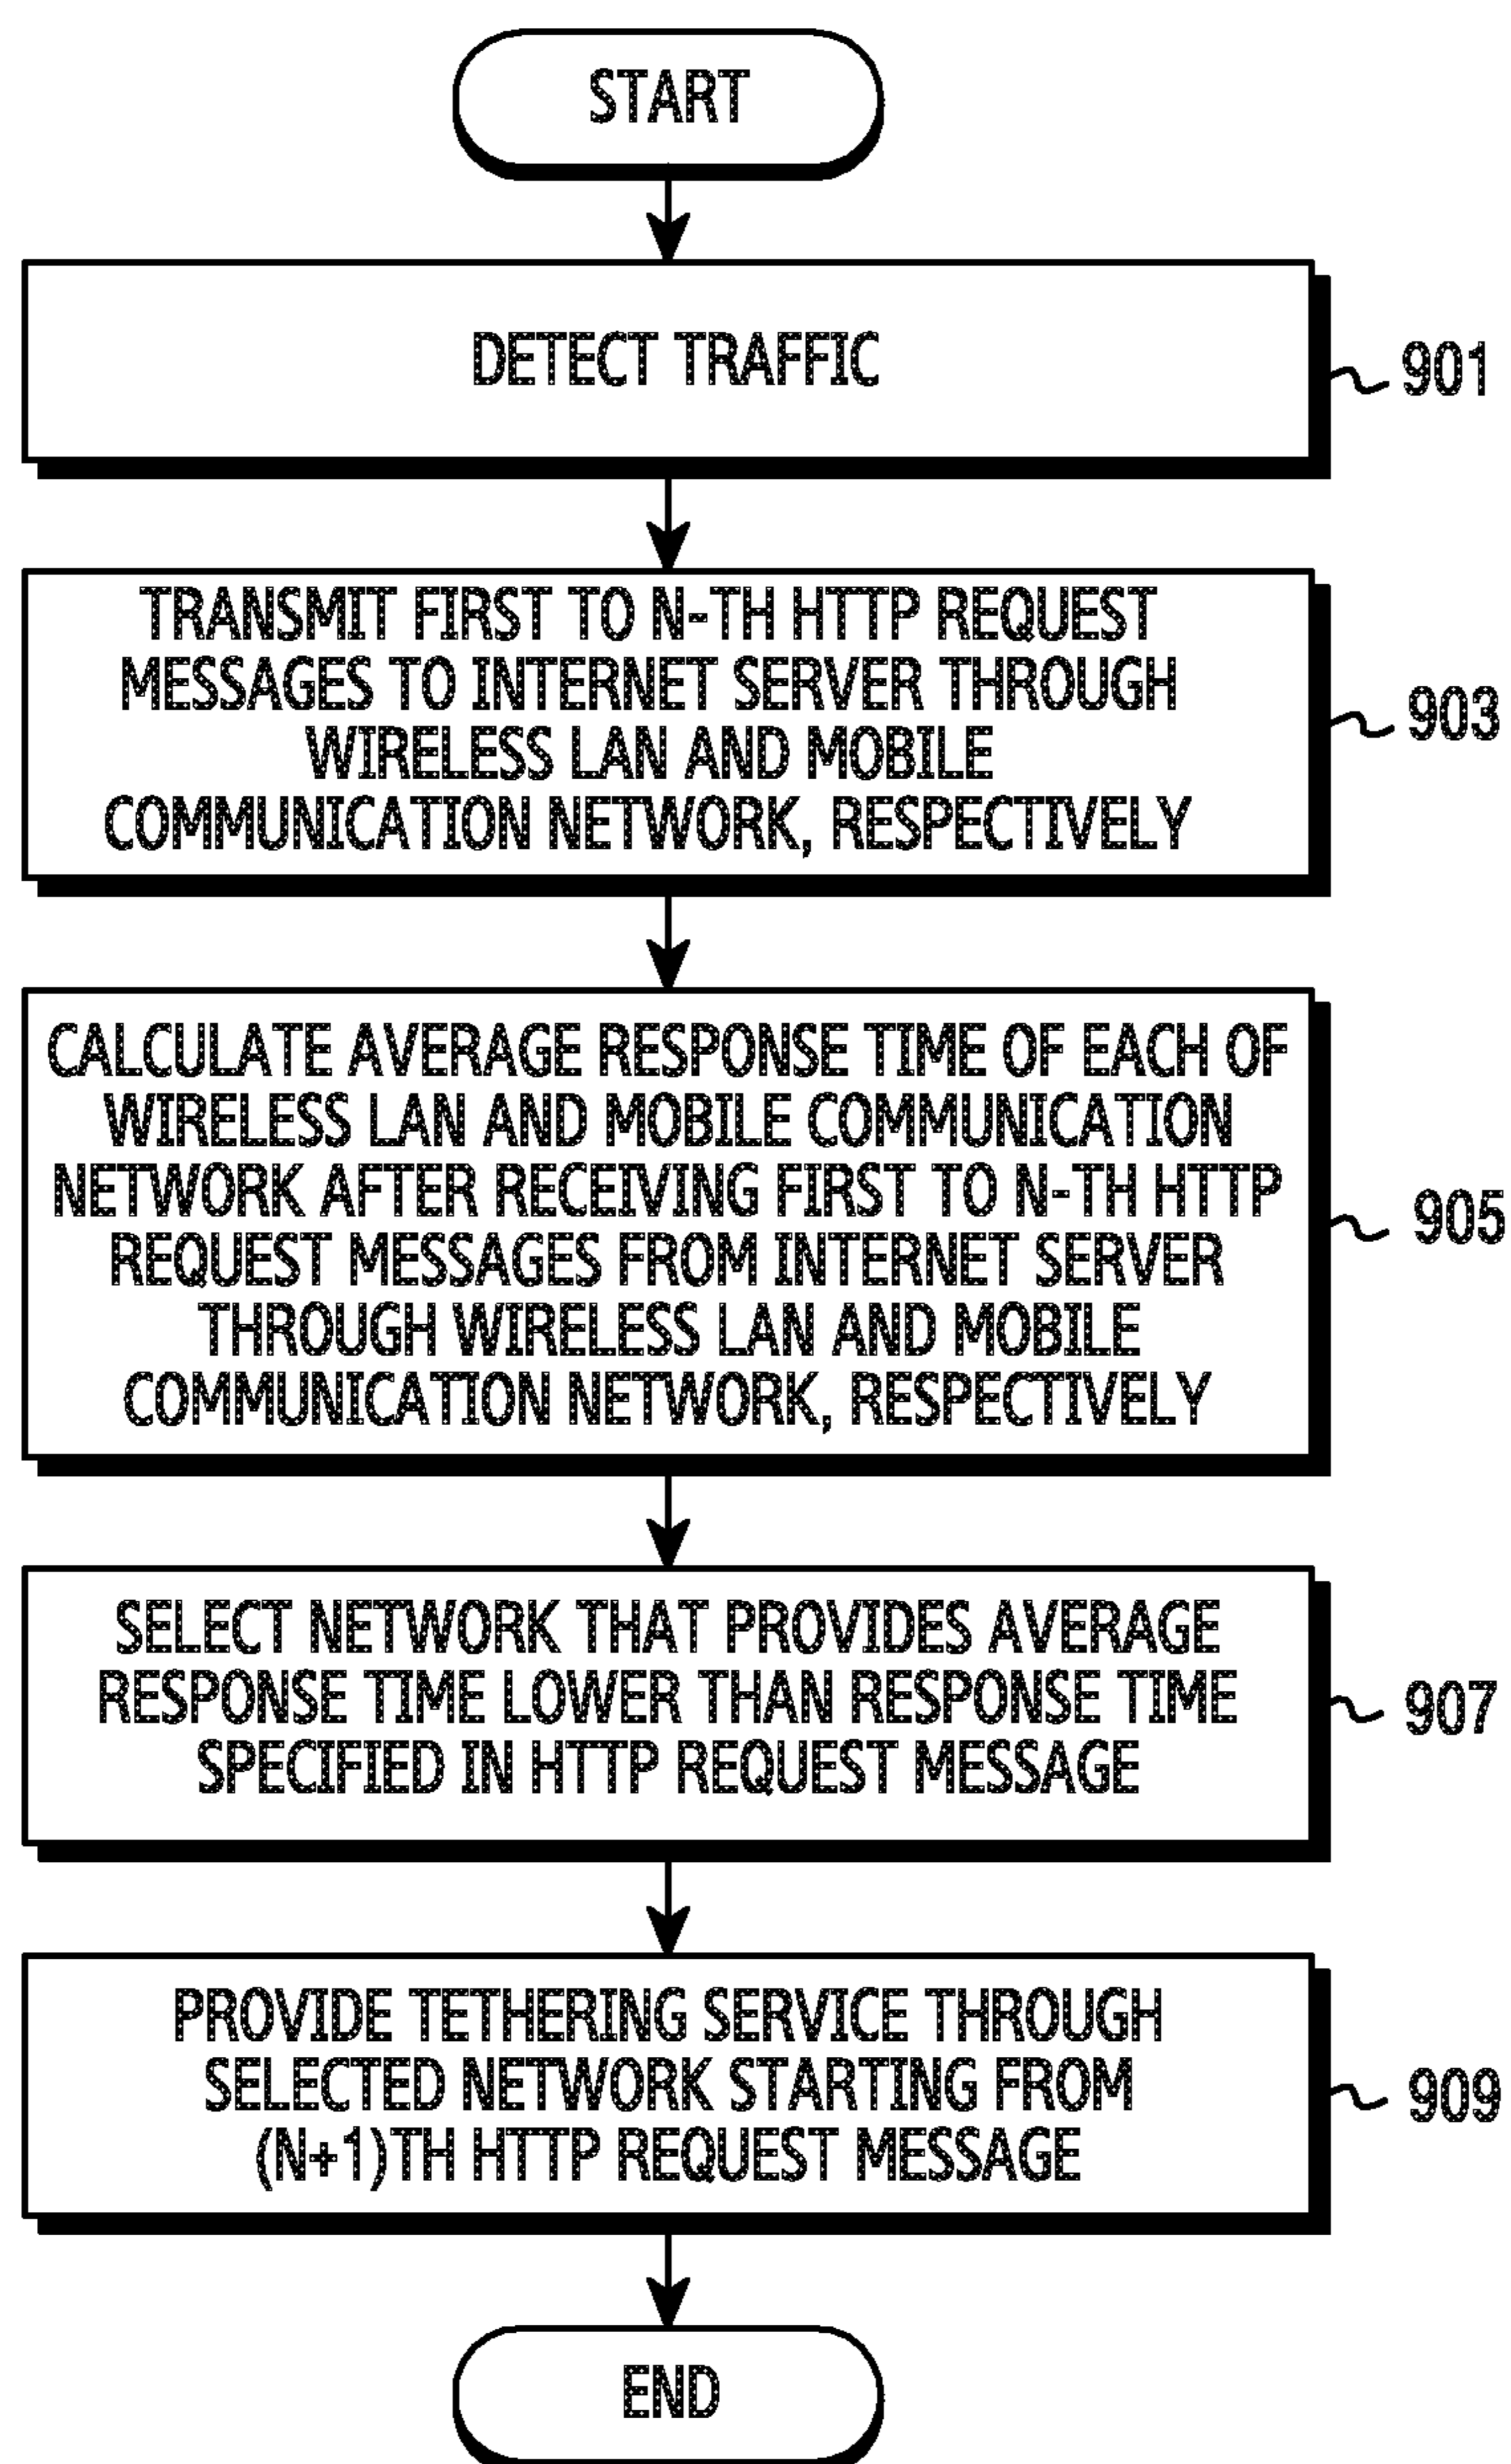 START
DETECT TRAFFIC
901
TRANSMIT FIRST TO N-TH HTTP REQUEST
MESSAGES TO INTERNET SERVER THROUGH
WIRELESS LAN AND MOBILE
COMMUNICATION NETWORK, RESPECTIVELY
903
CALCULATE AVERAGE RESPONSE TIME OF EACH OF
WIRELESS LAN AND MOBILE COMMUNICATION
NETWORK AFTER RECEIVING FIRST TO N-TH HTTP
REQUEST MESSAGES FROM INTERNET SERVER
THROUGH WIRELESS LAN AND MOBILE
COMMUNICATION NETWORK, RESPECTIVELY
905
SELECT NETWORK THAT PROVIDES AVERAGE
RESPONSE TIME LOWER THAN RESPONSE TIME
SPECIFIED IN HTTP REQUEST MESSAGE
907
PROVIDE TETHERING SERVICE THROUGH
SELECTED NETWORK STARTING FROM
(N+1)TH HTTP REQUEST MESSAGE
909
END